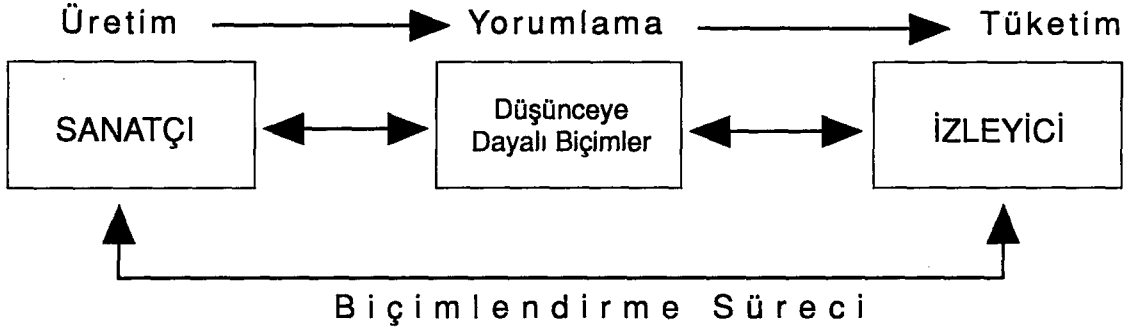 Üretim Yorumlama Tüketim
SANATÇI
Düşünceye
Dayalı Biçimler
İZLEYİCİ
Biçimlendirme Süreci